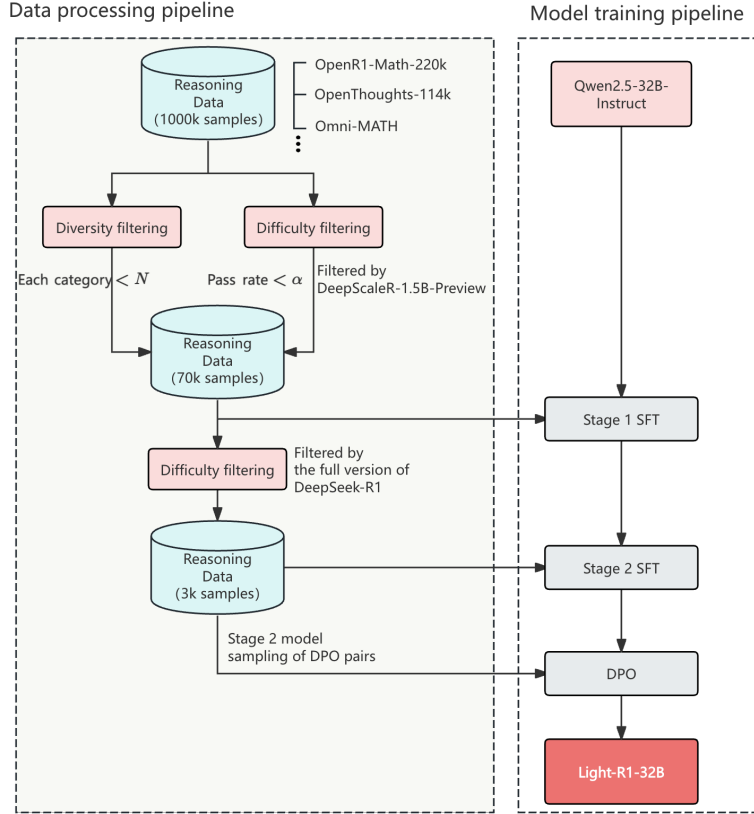 Data processing pipeline
Model training pipeline
Reasoning
Data
(1000k samples)
OpenR1-Math-220k
OpenThoughts-114k
Omni-MATH
Qwen2.5-32B-
Instruct
Diversity filtering
Difficulty filtering
Each category < N
Pass rate < α
Filtered by
DeepScaleR-1.5B-Preview
Reasoning
Data
(70k samples)
Stage 1 SFT
Difficulty filtering
Filtered by
the full version of
DeepSeek-R1
Reasoning
Data
(3k samples)
Stage 2 SFT
Stage 2 model
sampling of DPO pairs
DPO
Light-R1-32B